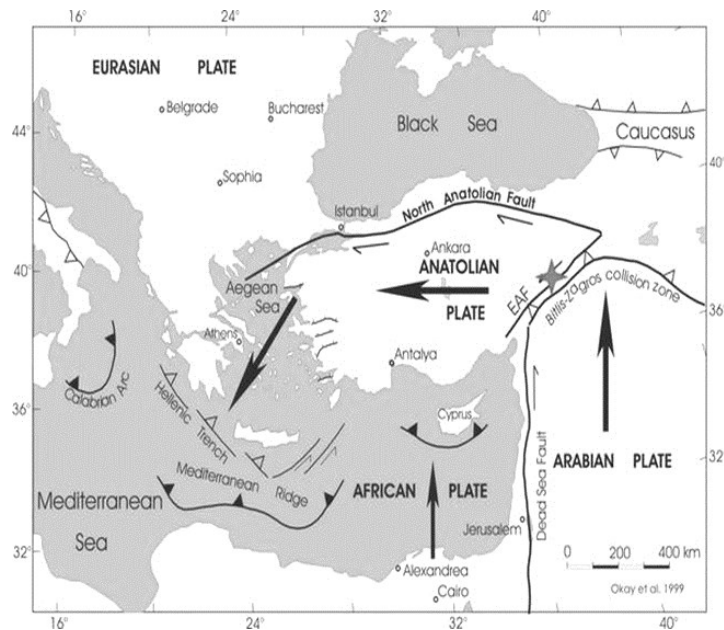 16° 24° 32° 40°
EURASIAN PLATE
Belgrade
Bucharest
Black Sea
Caucasus
44°
40°
Sophia
Istanbul
North Anatolian Fault
Ankara
ANATOLIAN
PLATE
40°
Aegean
Sea
EAF
Bitlis-Zagros collision zone
36°
Athens
Antalya
Calabrian Arc
Hellenic
Trench
Cyprus
36°
Mediterranean
Ridge
AFRICAN PLATE
Dead Sea Fault
ARABIAN PLATE
32°
Mediterranean
Sea
Jerusalem
32°
Alexandrea
Cairo
0 200 400 km
Okay et al. 1999
16° 24° 32° 40°